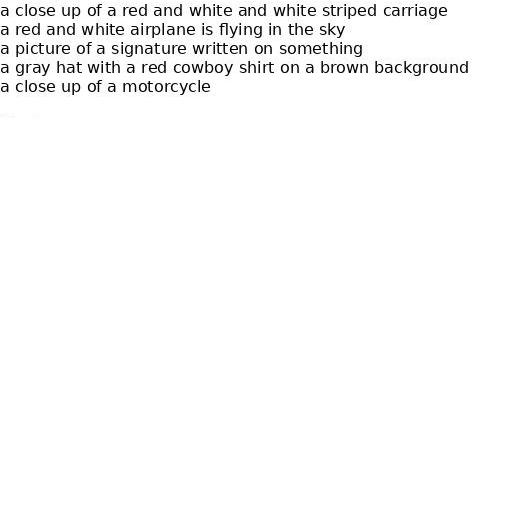 a close up of a red and white and white striped carriage
a red and white airplane is flying in the sky
a picture of a signature written on something
a gray hat with a red cowboy shirt on a brown background
a close up of a motorcycle